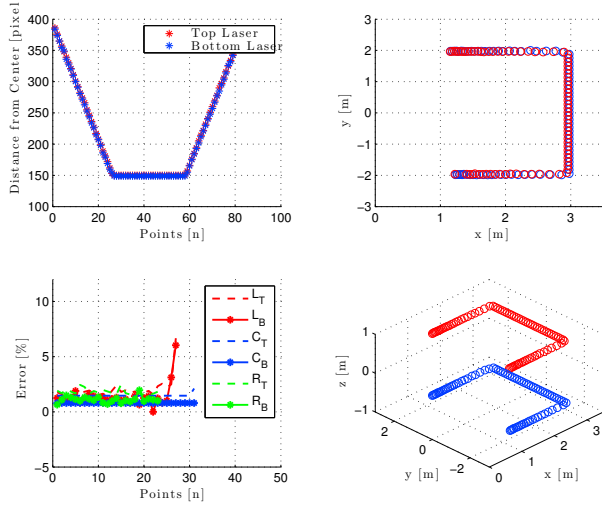 400
350
300
250
200
150
100
0
20
40
60
80
100
Distance from Center [pixel
Points [n]
Top Laser
Bottom Laser
3
2
1
0
−1
−2
−3
0
1
2
3
y [m]
x [m]
10
5
0
−5
0
10
20
30
40
50
Error [%]
Points [n]
L_T
L_B
C_T
C_B
R_T
R_B
1
0
−1
z [m]
2
0
−2
y [m]
0
1
2
3
x [m]